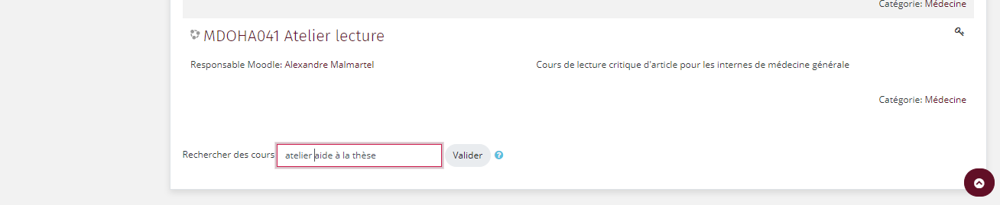 Catégorie: Médecine
MDOHA041 Atelier lecture
Responsable Moodle: Alexandre Malmartel
Cours de lecture critique d'article pour les internes de médecine générale
Catégorie: Médecine
Rechercher des cours atelier aide à la thèse Valider ?